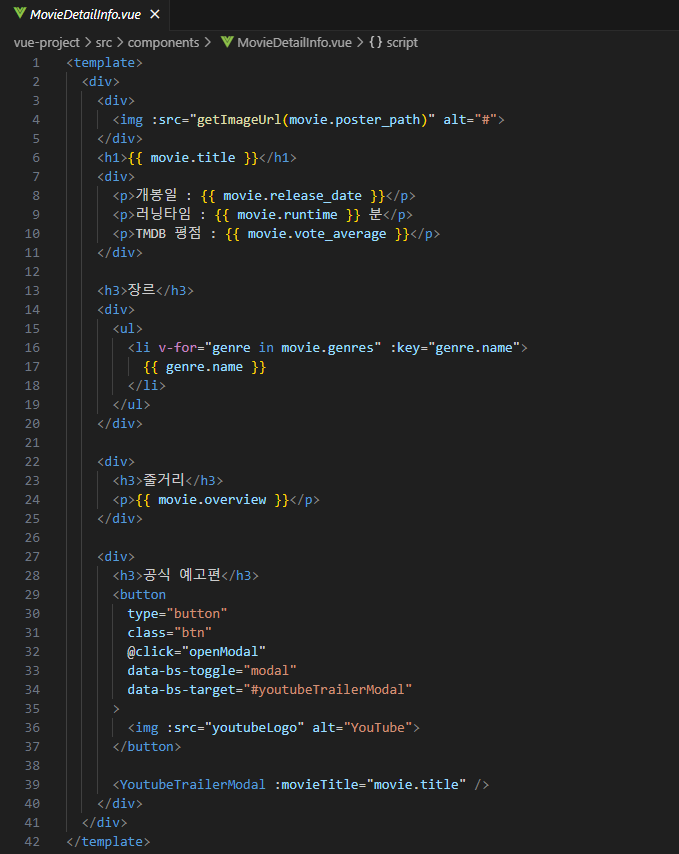 MovieDetailInfo.vue ×
vue-project > src > components > MovieDetailInfo.vue > {} script
1 <template>
2 <div>
3 <div>
4 <img :src="getImageUrl(movie.poster_path)" alt="#">
5 </div>
6 <h1>{{ movie.title }}</h1>
7 <div>
8 <p>개봉일 : {{ movie.release_date }}</p>
9 <p>러닝타임 : {{ movie.runtime }} 분</p>
10 <p>TMDB 평점 : {{ movie.vote_average }}</p>
11 </div>
12
13 <h3>장르</h3>
14 <div>
15 <ul>
16 <li v-for="genre in movie.genres" :key="genre.name">
17 {{ genre.name }}
18 </li>
19 </ul>
20 </div>
21
22 <div>
23 <h3>줄거리</h3>
24 <p>{{ movie.overview }}</p>
25 </div>
26
27 <div>
28 <h3>공식 예고편</h3>
29 <button
30 type="button"
31 class="btn"
32 @click="openModal"
33 data-bs-toggle="modal"
34 data-bs-target="#youtubeTrailerModal"
35 >
36 <img :src="youtubeLogo" alt="YouTube">
37 </button>
38
39 <YoutubeTrailerModal :movieTitle="movie.title" />
40 </div>
41 </div>
42 </template>